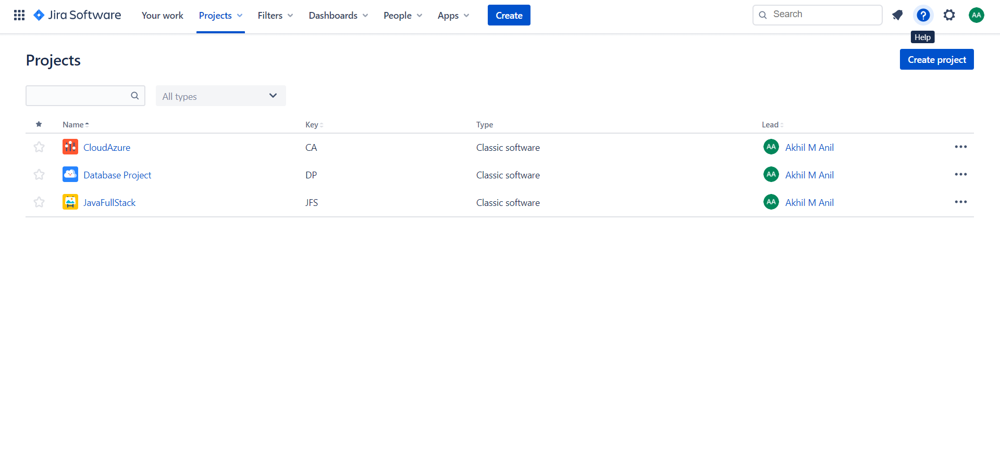 Jira Software Your work Projects Filters Dashboards People Apps Create Search AA
Help
Projects Create project
All types
Name Key Type Lead
CloudAzure CA Classic software AA Akhil M Anil
Database Project DP Classic software AA Akhil M Anil
JavaFullStack JFS Classic software AA Akhil M Anil